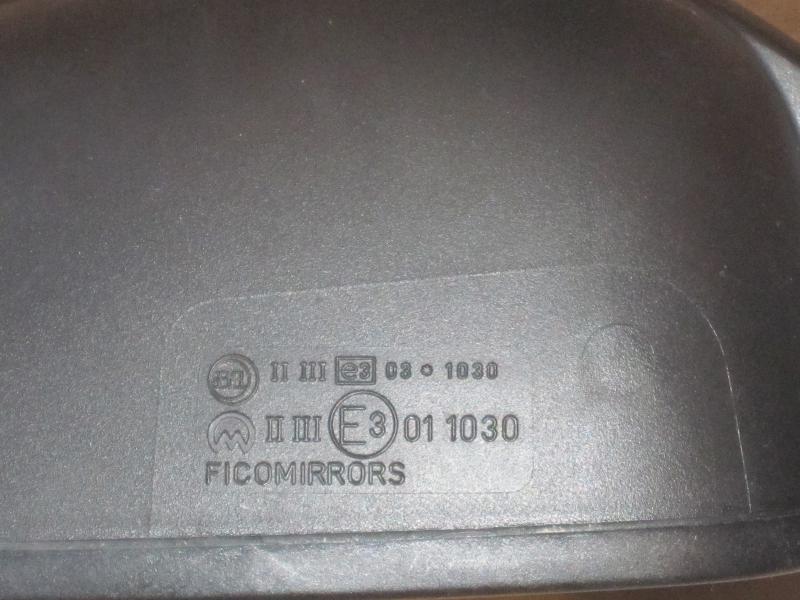 II III e3 03 • 1030
II III E3 01 1030
FICOMIRRORS